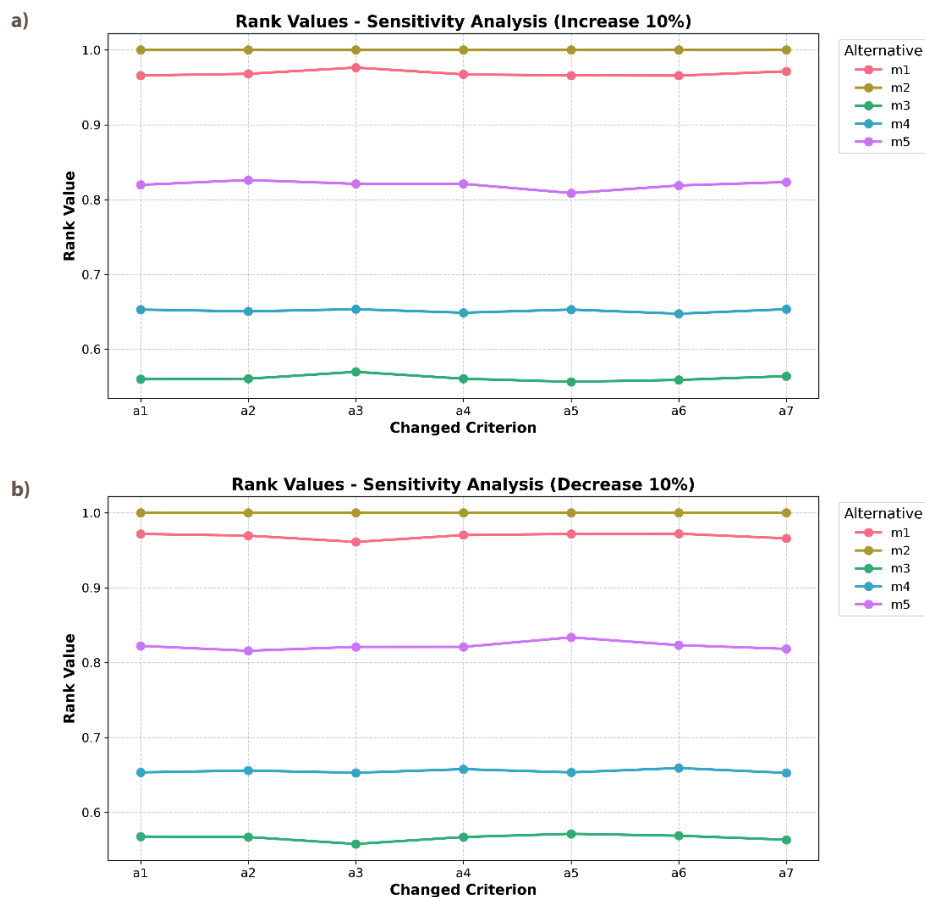 a)
Rank Values - Sensitivity Analysis (Increase 10%)
1.0
0.9
0.8
0.7
0.6
Rank Value
a1 a2 a3 a4 a5 a6 a7
Changed Criterion
Alternative
m1
m2
m3
m4
m5
b)
Rank Values - Sensitivity Analysis (Decrease 10%)
1.0
0.9
0.8
0.7
0.6
Rank Value
a1 a2 a3 a4 a5 a6 a7
Changed Criterion
Alternative
m1
m2
m3
m4
m5